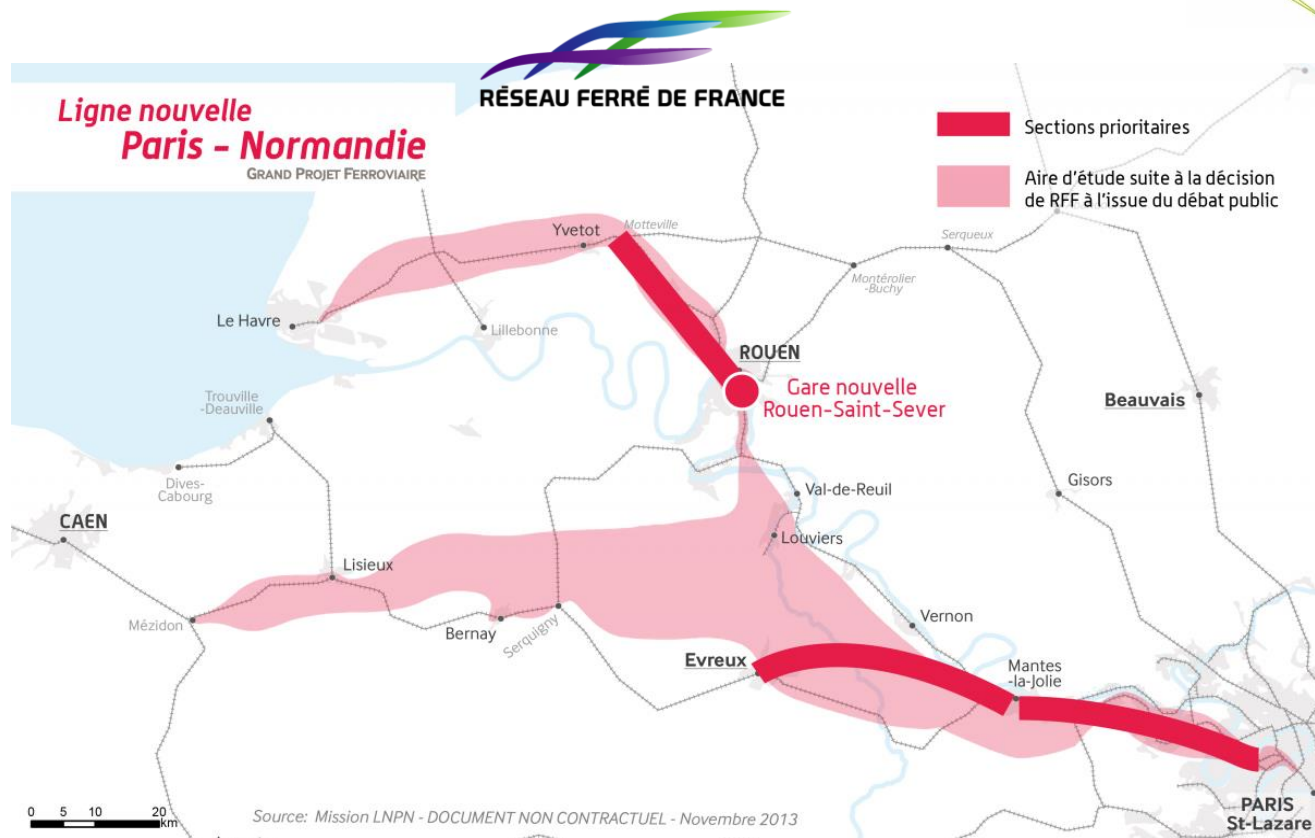 RÉSEAU FERRÉ DE FRANCE
Ligne nouvelle
Paris - Normandie
GRAND PROJET FERROVIAIRE
Sections prioritaires
Aire d'étude suite à la décision
de RFF à l'issue du débat public
Yvetot
Motteville
Serqueux
Montérolier
-Buchy
Le Havre
Lillebonne
ROUEN
Gare nouvelle
Rouen-Saint-Sever
Trouville
-Deauville
Beauvais
Dives-
Cabourg
Val-de-Reuil
Gisors
CAEN
Louviers
Lisieux
Mézidon
Bernay
Serquigny
Vernon
Evreux
Mantes
-la-Jolie
0 5 10 20
km
Source: Mission LNPN - DOCUMENT NON CONTRACTUEL - Novembre 2013
PARIS
St-Lazare